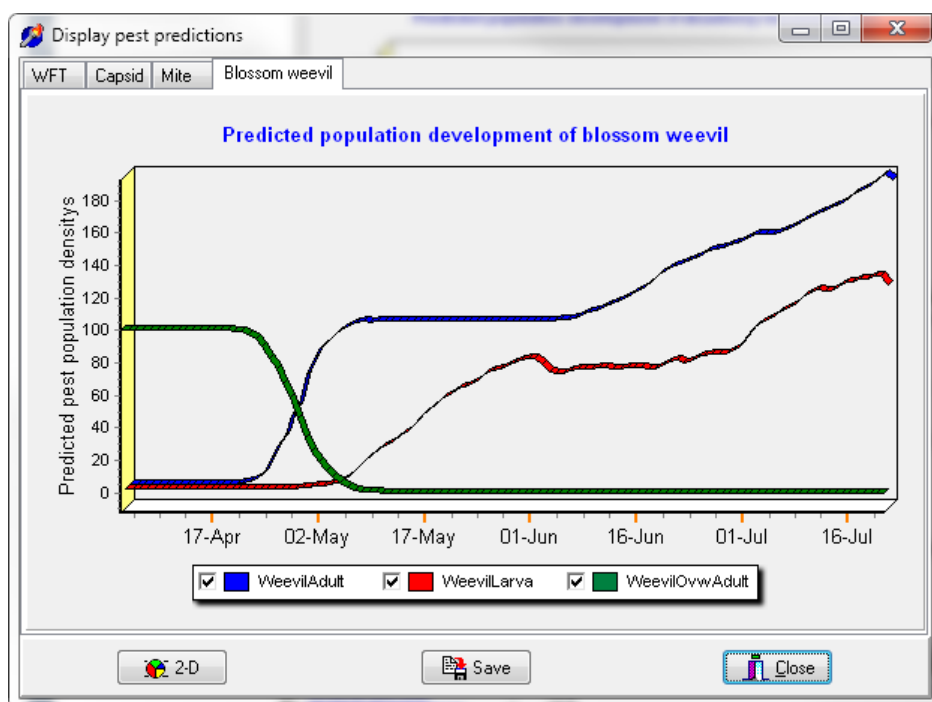 Display pest predictions
WFT Capsid Mite Blossom weevil
Predicted population development of blossom weevil
Predicted pest population densitys
180
160
140
120
100
80
60
40
20
0
17-Apr 02-May 17-May 01-Jun 16-Jun 01-Jul 16-Jul
WeevilAdult WeevilLarva WeevilOvwAdult
2-D Save Close